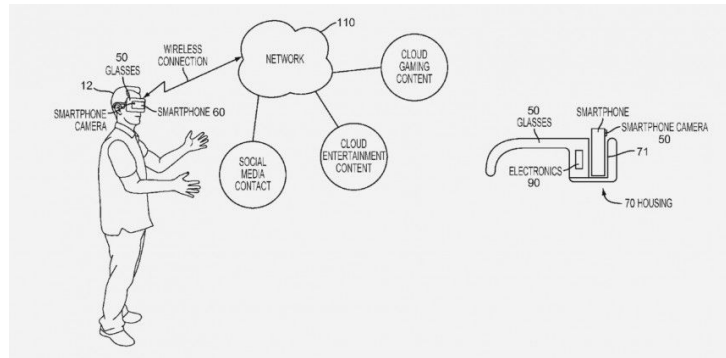 110
50
GLASSES
WIRELESS
CONNECTION
NETWORK
CLOUD
GAMING
CONTENT
12
SMARTPHONE
CAMERA
SMARTPHONE 60
SOCIAL
MEDIA
CONTACT
CLOUD
ENTERTAINMENT
CONTENT
50
GLASSES
SMARTPHONE
SMARTPHONE CAMERA
50
71
ELECTRONICS
90
70 HOUSING